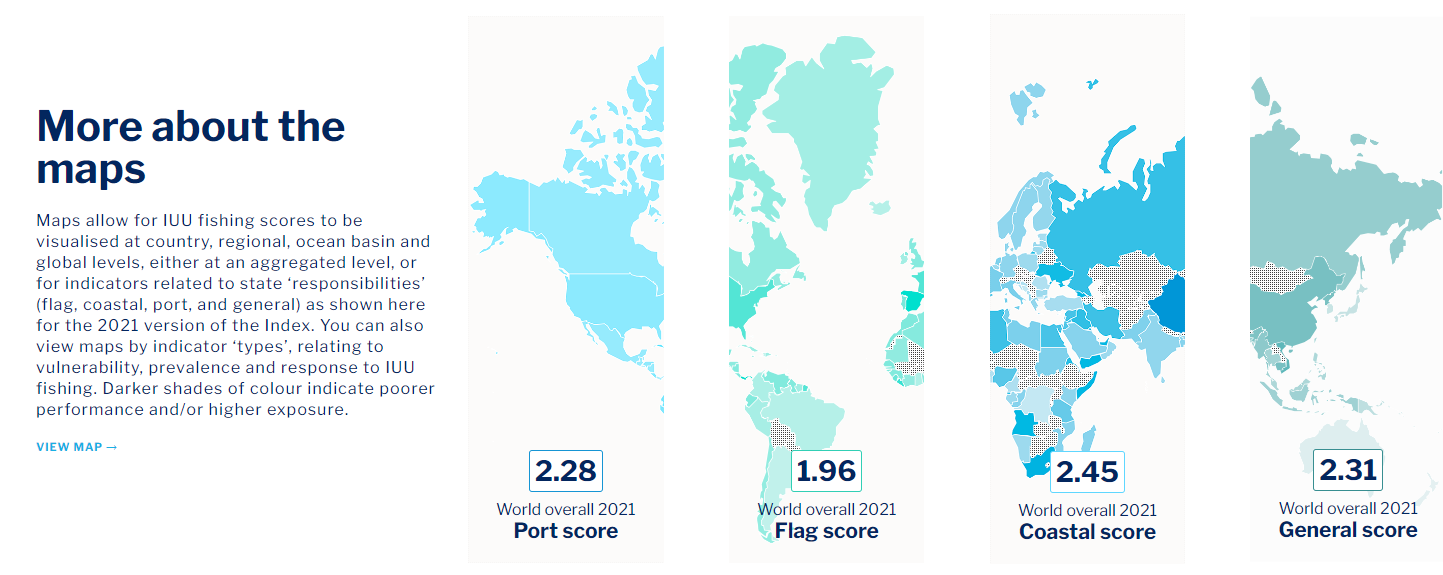 More about the
maps
Maps allow for IUU fishing scores to be
visualised at country, regional, ocean basin and
global levels, either at an aggregated level, or
for indicators related to state ‘responsibilities’
(flag, coastal, port, and general) as shown here
for the 2021 version of the Index. You can also
view maps by indicator ‘types’, relating to
vulnerability, prevalence and response to IUU
fishing. Darker shades of colour indicate poorer
performance and/or higher exposure.
VIEW MAP →
2.28
World overall 2021
Port score
1.96
World overall 2021
Flag score
2.45
World overall 2021
Coastal score
2.31
World overall 2021
General score